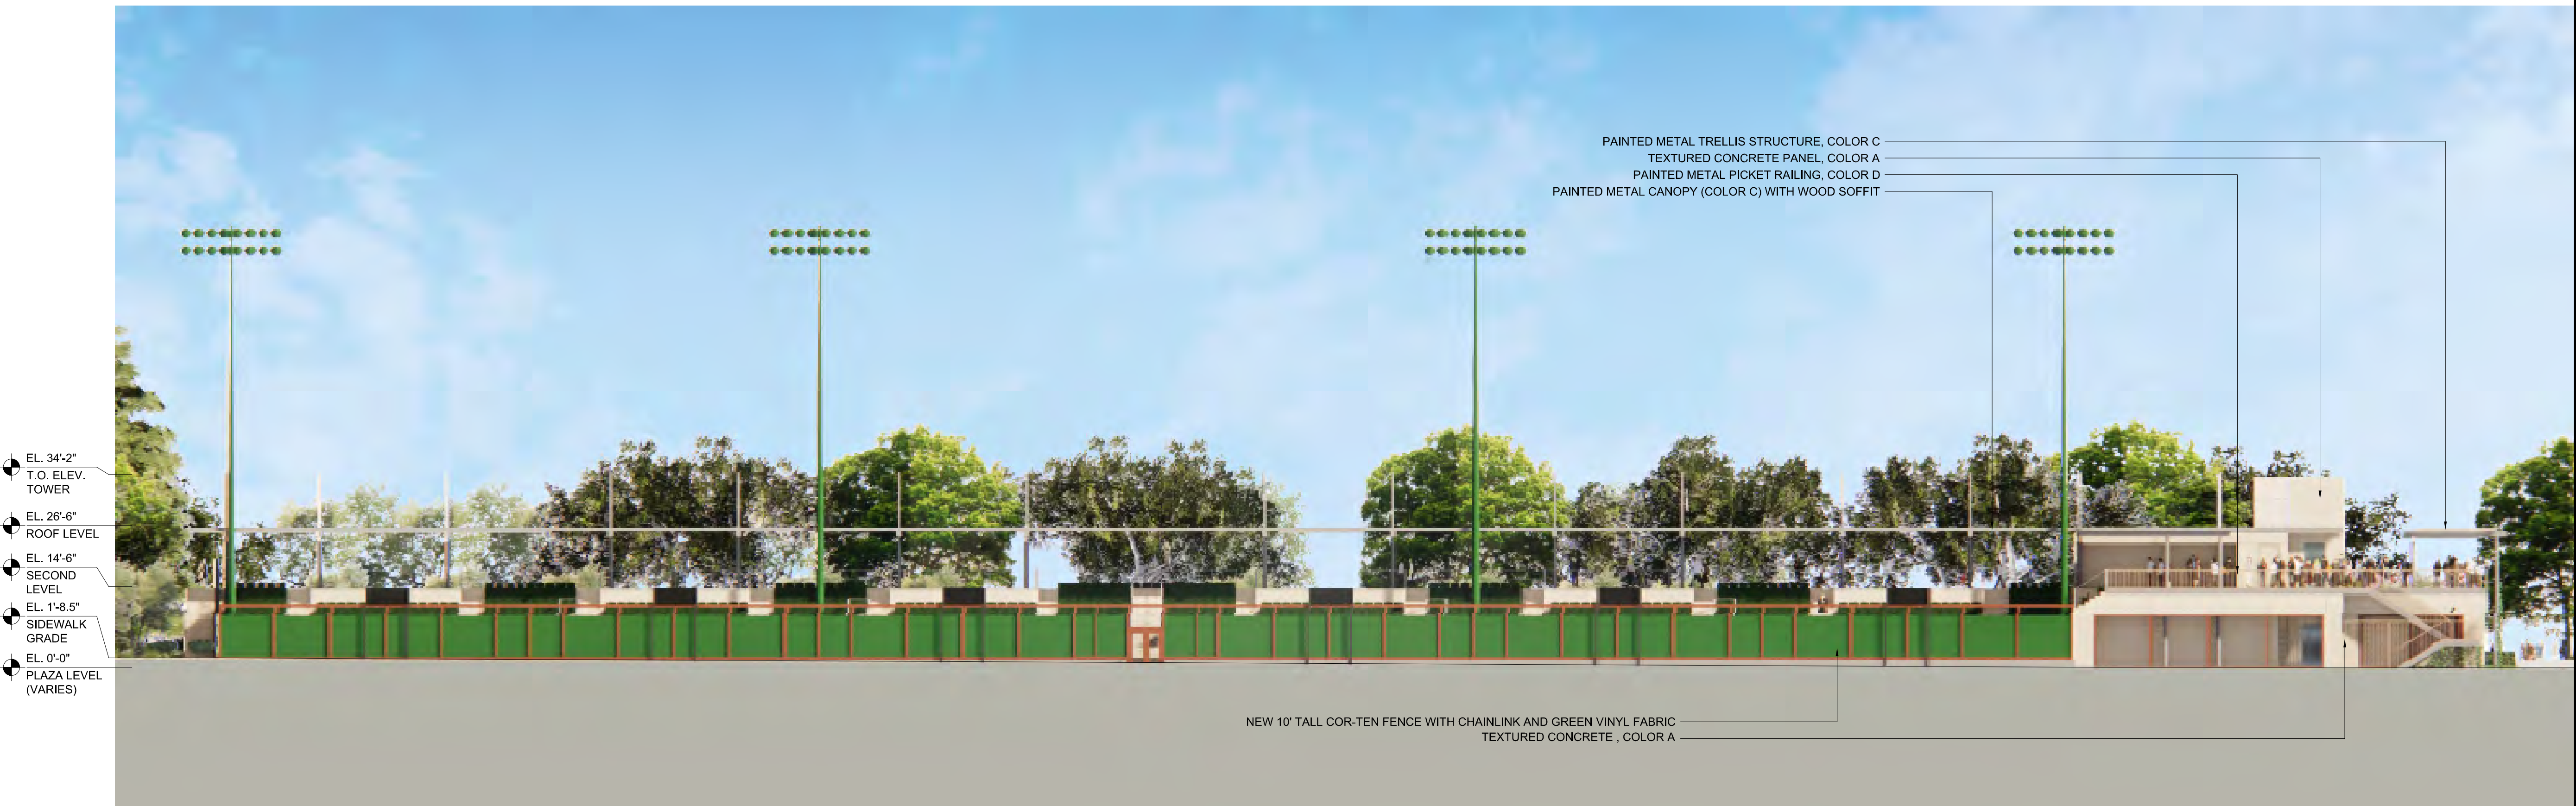 PAINTED METAL TRELLIS STRUCTURE, COLOR C
TEXTURED CONCRETE PANEL, COLOR A
PAINTED METAL PICKET RAILING, COLOR D
PAINTED METAL CANOPY (COLOR C) WITH WOOD SOFFIT
EL. 34'-2"
T.O. ELEV.
TOWER
EL. 26'-6"
ROOF LEVEL
EL. 14'-6"
SECOND
LEVEL
EL. 1'-8.5"
SIDEWALK
GRADE
EL. 0'-0"
PLAZA LEVEL
(VARIES)
NEW 10' TALL COR-TEN FENCE WITH CHAINLINK AND GREEN VINYL FABRIC
TEXTURED CONCRETE , COLOR A